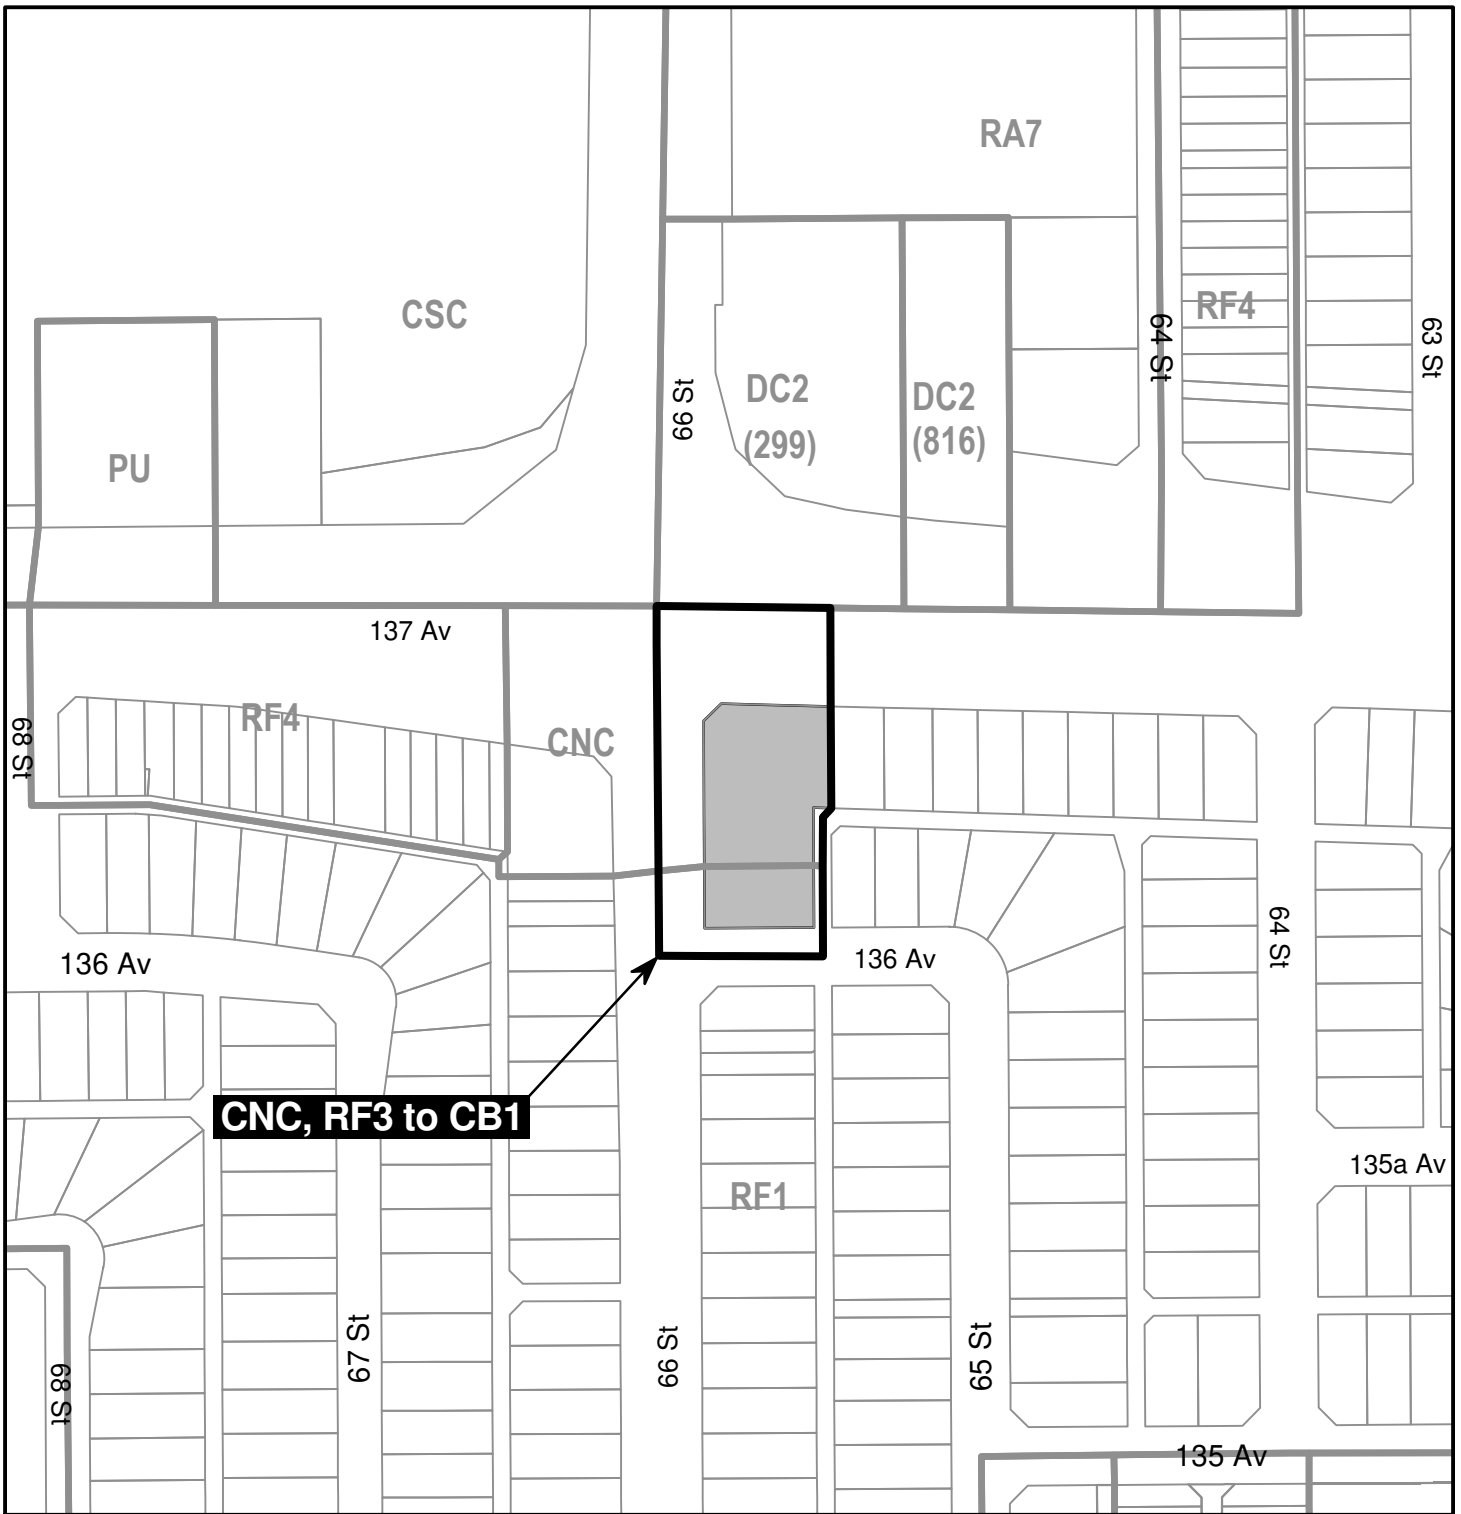 RA7
CSC
RF4
64 St
63 St
66 St
DC2
(299)
DC2
(816)
PU
137 Av
RF4
CNC
68 St
64 St
136 Av
136 Av
CNC, RF3 to CB1
135a Av
RF1
67 St
66 St
65 St
68 St
135 Av